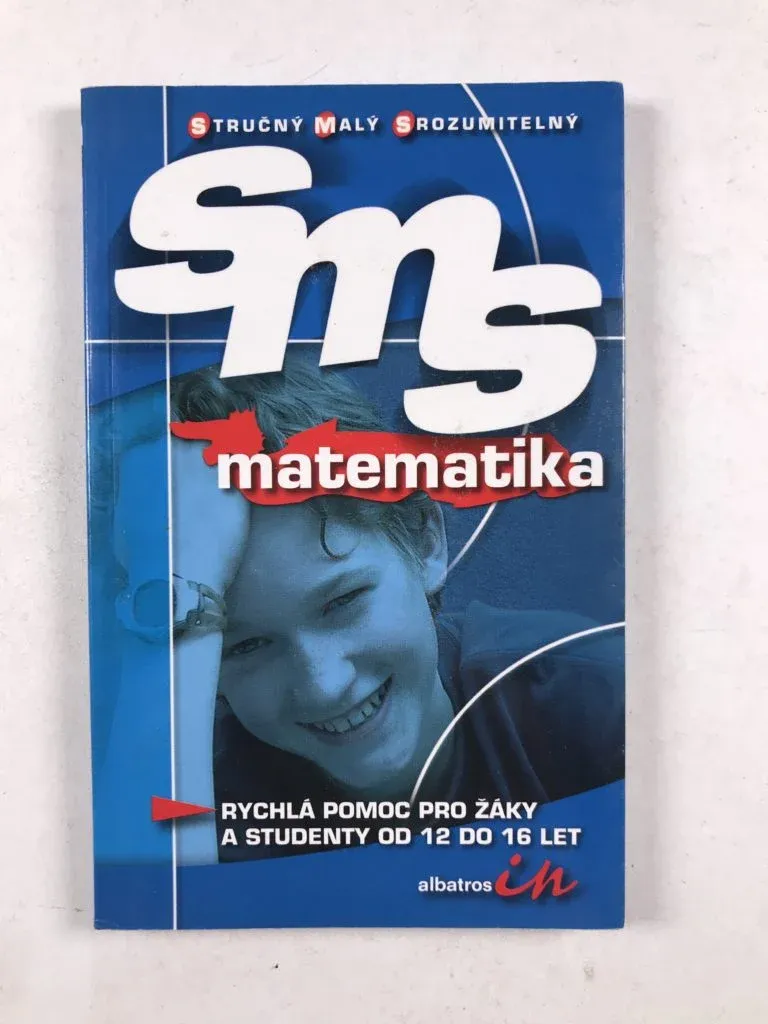 Stručný Malý Srozumitelný
sms
matematika
RYCHLÁ POMOC PRO ŽÁKY
A STUDENTY OD 12 DO 16 LET
albatros in